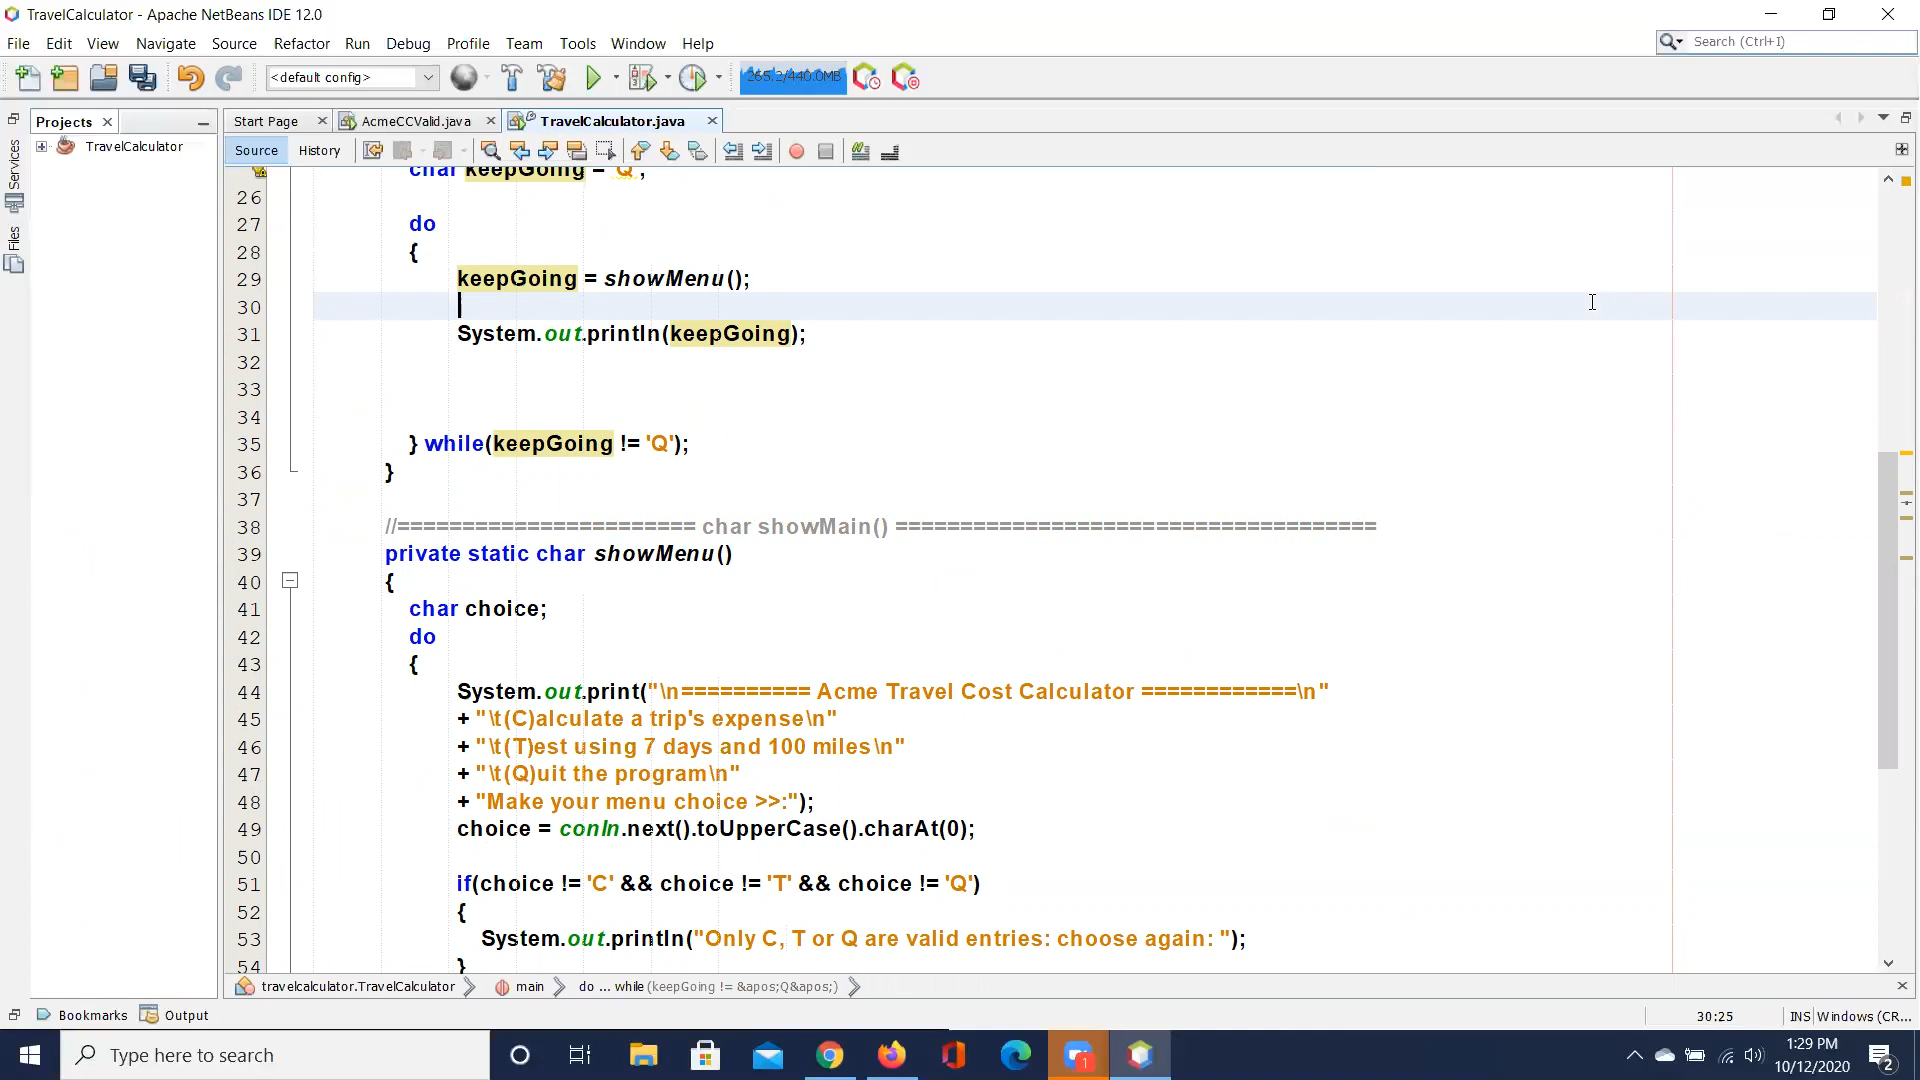 TravelCalculator - Apache NetBeans IDE 12.0
File Edit View Navigate Source Refactor Run Debug Profile Team Tools Window Help
Search (Ctrl+I)
<default config>
265.2/440.0MB
Projects
Start Page
AcmeCCValid.java
TravelCalculator.java
Services
Files
TravelCalculator
Source
History
char keepGoing = 'Q';
26
27 do
28 {
29 keepGoing = showMenu();
30
31 System.out.println(keepGoing);
32
33
34
35 } while(keepGoing != 'Q');
36 }
37
38 //======================= char showMain() =====================================
39 private static char showMenu()
40 {
41 char choice;
42 do
43 {
44 System.out.print("\n========== Acme Travel Cost Calculator ============\n"
45 + "\t(C)alculate a trip's expense\n"
46 + "\t(T)est using 7 days and 100 miles\n"
47 + "\t(Q)uit the program\n"
48 + "Make your menu choice >>:");
49 choice = conIn.next().toUpperCase().charAt(0);
50
51 if(choice != 'C' && choice != 'T' && choice != 'Q')
52 {
53 System.out.println("Only C, T or Q are valid entries: choose again: ");
54 }
travelcalculator.TravelCalculator
main
do ... while (keepGoing != &apos;Q&apos;)
Bookmarks
Output
30:25
INS
Windows (CR...
Type here to search
1
1:29 PM
10/12/2020
2